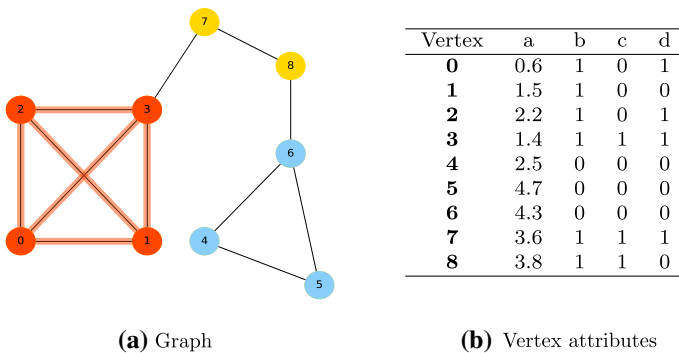 7
8
2
3
6
0
1
4
5
(a) Graph
Vertex a b c d
0 0.6 1 0 1
1 1.5 1 0 0
2 2.2 1 0 1
3 1.4 1 1 1
4 2.5 0 0 0
5 4.7 0 0 0
6 4.3 0 0 0
7 3.6 1 1 1
8 3.8 1 1 0
(b) Vertex attributes